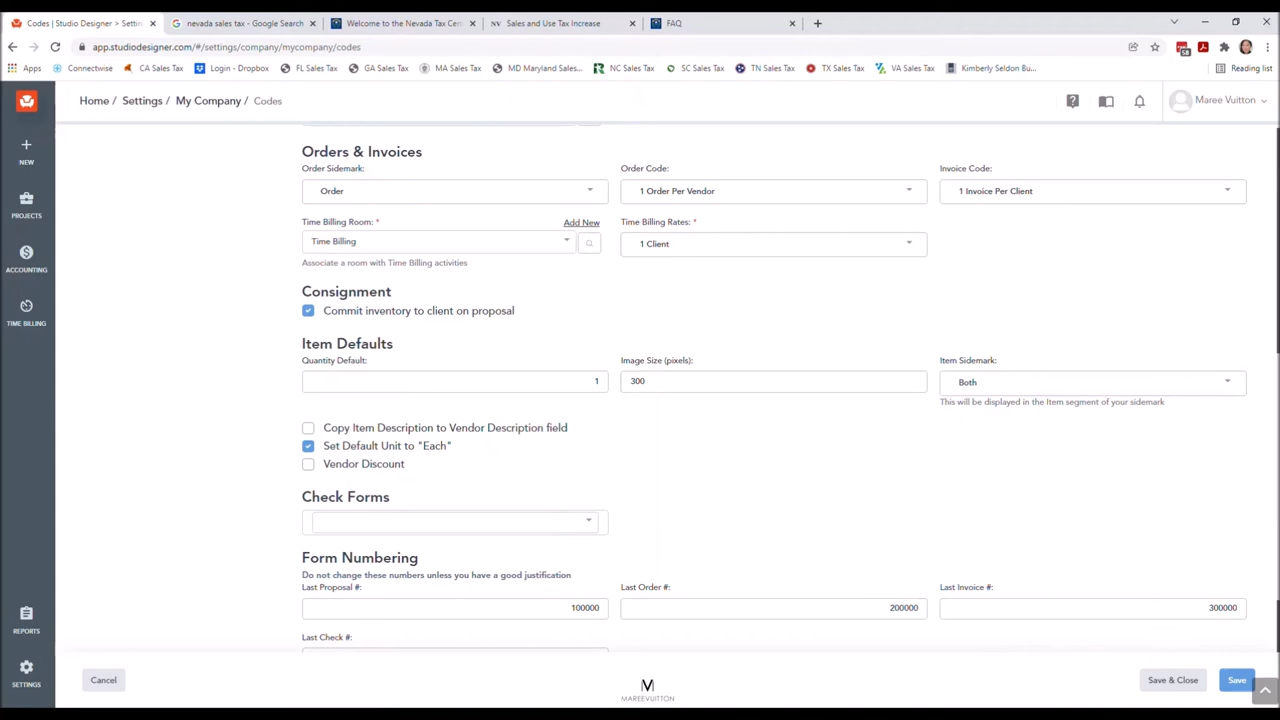 Codes | Studio Designer > Settin
nevada sales tax - Google Search
Welcome to the Nevada Tax Cen
NV Sales and Use Tax Increase
FAQ
app.studiodesigner.com/#/settings/company/mycompany/codes
58
Apps Connectwise CA Sales Tax Login - Dropbox FL Sales Tax GA Sales Tax MA Sales Tax MD Maryland Sales... NC Sales Tax SC Sales Tax TN Sales Tax TX Sales Tax VA Sales Tax Kimberly Seldon Bu... Reading list
Home / Settings / My Company / Codes
Maree Vuitton
NEW
PROJECTS
ACCOUNTING
TIME BILLING
REPORTS
SETTINGS
Orders & Invoices
Order Sidemark: Order Code: Invoice Code:
Order 1 Order Per Vendor 1 Invoice Per Client
Time Billing Room: * Add New Time Billing Rates: *
Time Billing 1 Client
Associate a room with Time Billing activities
Consignment
Commit inventory to client on proposal
Item Defaults
Quantity Default: Image Size (pixels): Item Sidemark:
1 300 Both
This will be displayed in the Item segment of your sidemark
Copy Item Description to Vendor Description field
Set Default Unit to "Each"
Vendor Discount
Check Forms
Form Numbering
Do not change these numbers unless you have a good justification
Last Proposal #: Last Order #: Last Invoice #:
100000 200000 300000
Last Check #:
Cancel
M
MAREEVUITTON
Save & Close Save